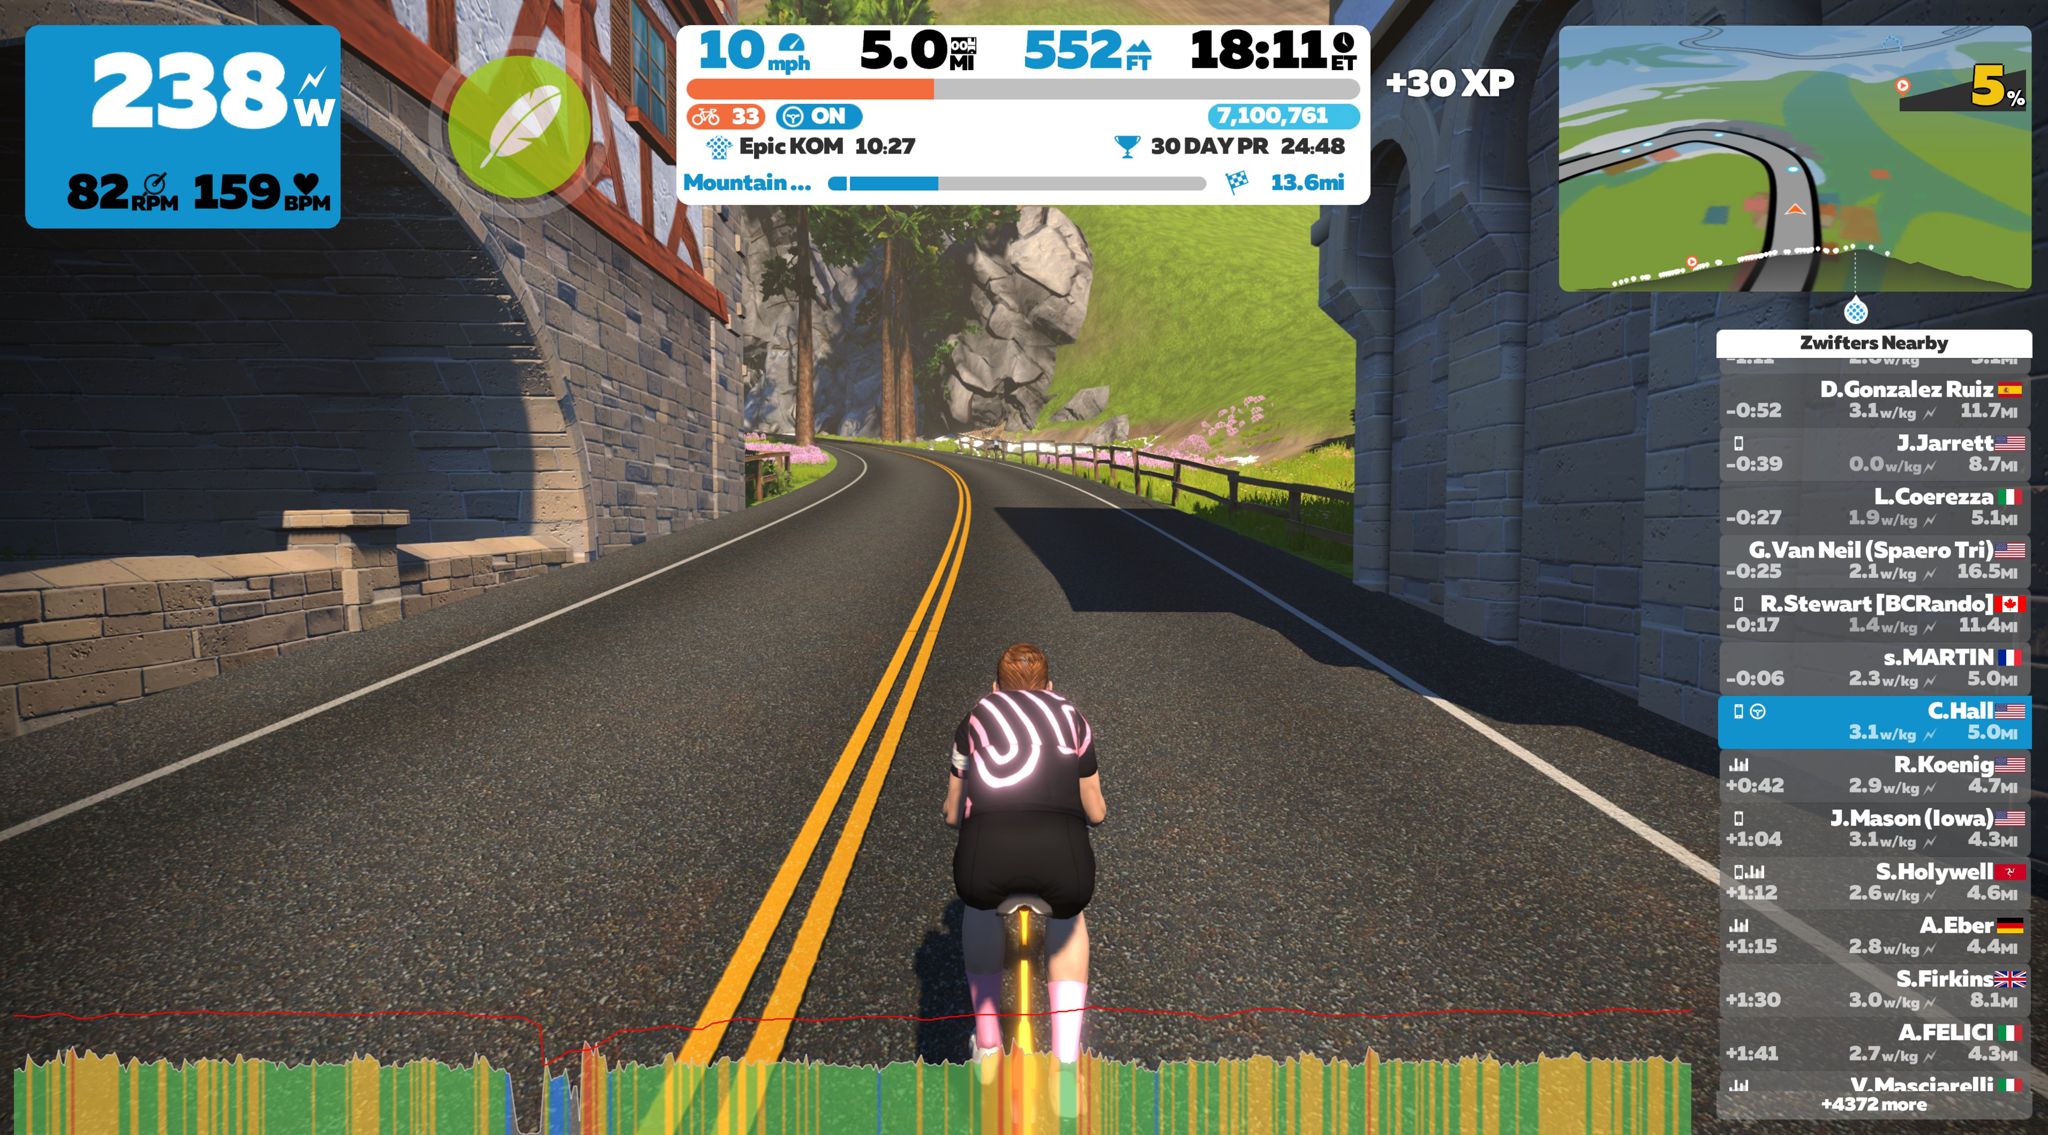 238 W
82 RPM 159 BPM
10 mph 5.0 MI 552 FT 18:11 ET
+30 XP
33 ON 7,100,761
Epic KOM 10:27 30 DAY PR 24:48
Mountain ... 13.6mi
5%
Zwifters Nearby
D.Gonzalez Ruiz
-0:52 3.1w/kg 11.7MI
J.Jarrett
-0:39 0.0w/kg 8.7MI
L.Coerezza
-0:27 1.9w/kg 5.1MI
G.Van Neil (Spaero Tri)
-0:25 2.1w/kg 16.5MI
R.Stewart [BCRando]
-0:17 1.4w/kg 11.4MI
s.MARTIN
-0:06 2.3w/kg 5.0MI
C.Hall
3.1w/kg 5.0MI
R.Koenig
+0:42 2.9w/kg 4.7MI
J.Mason (Iowa)
+1:04 3.1w/kg 4.3MI
S.Holywell
+1:12 2.6w/kg 4.6MI
A.Eber
+1:15 2.8w/kg 4.4MI
S.Firkins
+1:30 3.0w/kg 8.1MI
A.FELICI
+1:41 2.7w/kg 4.3MI
V.Masciarelli
+4372 more